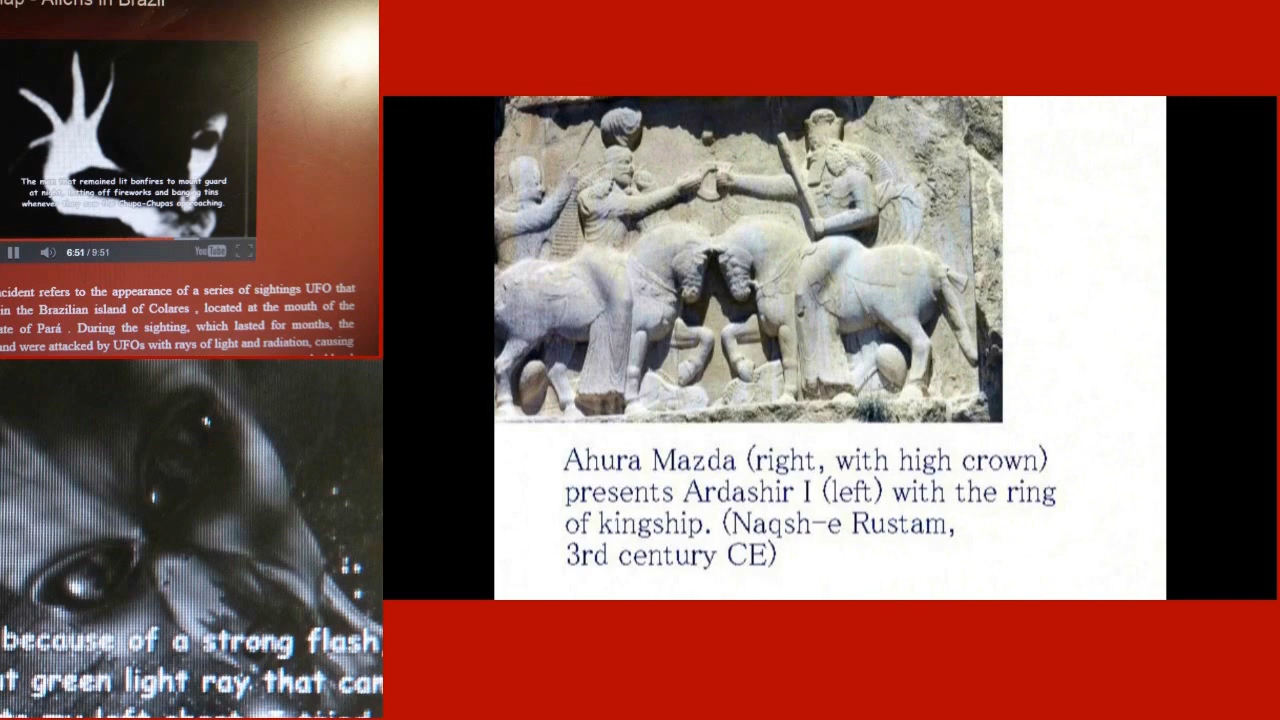 Aliens in Brazil
The men that remained lit bonfires to mount guard
at night, letting off fireworks and banging tins
whenever they saw the Chupa-Chupas approaching.
6:51 / 9:51
YouTube
incident refers to the appearance of a series of sightings UFO that
in the Brazilian island of Colares , located at the mouth of the
ate of Pará . During the sighting, which lasted for months, the
nd were attacked by UFOs with rays of light and radiation, causing
because of a strong flash,
at green light ray that can
Ahura Mazda (right, with high crown)
presents Ardashir I (left) with the ring
of kingship. (Naqsh-e Rustam,
3rd century CE)